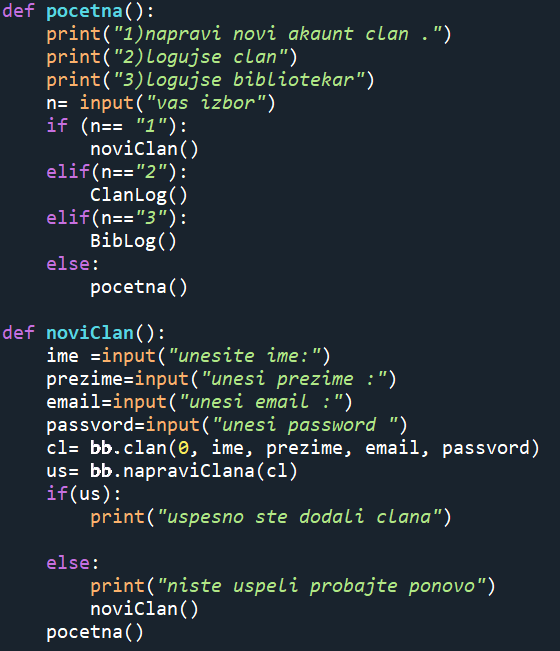 def pocetna():
    print("1)napravi novi akaunt clan .")
    print("2)logujse clan")
    print("3)logujse bibliotekar")
    n= input("vas izbor")
    if (n== "1"):
        noviClan()
    elif(n=="2"):
        ClanLog()
    elif(n=="3"):
        BibLog()
    else:
        pocetna()

def noviClan():
    ime =input("unesite ime:")
    prezime=input("unesi prezime :")
    email=input("unesi email :")
    passvord=input("unesi password ")
    cl= bb.clan(0, ime, prezime, email, passvord)
    us= bb.napraviClana(cl)
    if(us):
        print("uspesno ste dodali clana")

    else:
        print("niste uspeli probajte ponovo")
        noviClan()
    pocetna()